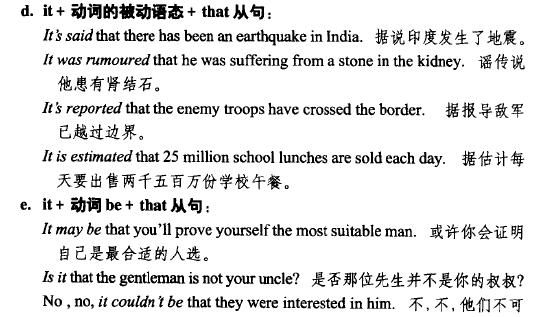 d. it + 动词的被动语态 + that 从句：
It's said that there has been an earthquake in India. 据说印度发生了地震。
It was rumoured that he was suffering from a stone in the kidney. 谣传说
他患有肾结石。
It's reported that the enemy troops have crossed the border. 据报导敌军
已越过边界。
It is estimated that 25 million school lunches are sold each day. 据估计每
天要出售两千五百万份学校午餐。
e. it + 动词 be + that 从句：
It may be that you'll prove yourself the most suitable man. 或许你会证明
自己是最合适的人选。
Is it that the gentleman is not your uncle? 是否那位先生并不是你的叔叔?
No , no, it couldn't be that they were interested in him. 不，不，他们不可